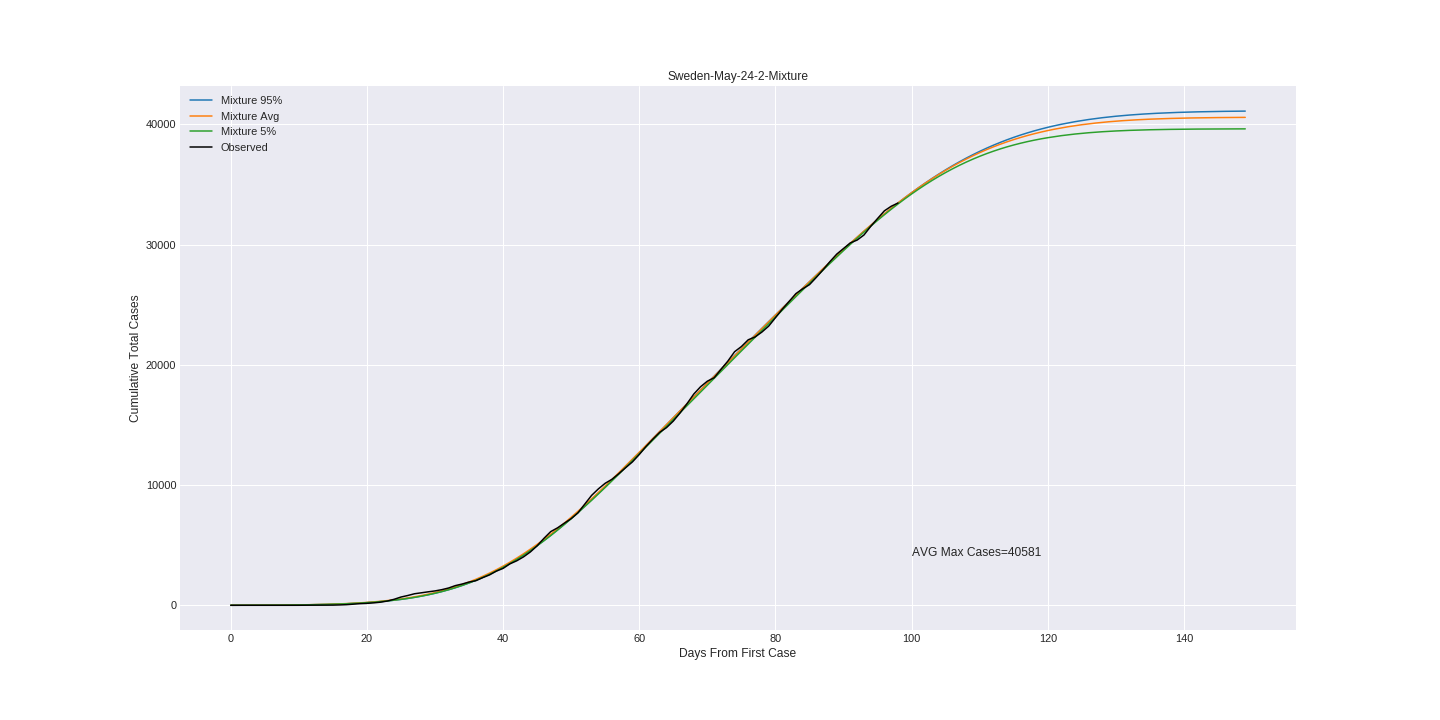 Sweden-May-24-2-Mixture
Mixture 95%
Mixture Avg
Mixture 5%
Observed
40000
30000
20000
10000
0
Cumulative Total Cases
AVG Max Cases=40581
0 20 40 60 80 100 120 140
Days From First Case